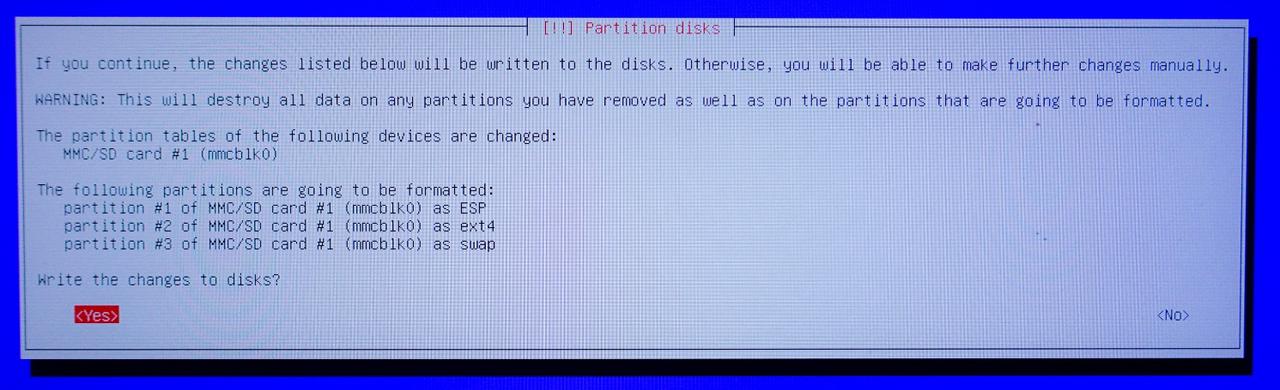 [!!] Partition disks
If you continue, the changes listed below will be written to the disks. Otherwise, you will be able to make further changes manually.
WARNING: This will destroy all data on any partitions you have removed as well as on the partitions that are going to be formatted.
The partition tables of the following devices are changed:
MMC/SD card #1 (mmcblk0)
The following partitions are going to be formatted:
partition #1 of MMC/SD card #1 (mmcblk0) as ESP
partition #2 of MMC/SD card #1 (mmcblk0) as ext4
partition #3 of MMC/SD card #1 (mmcblk0) as swap
Write the changes to disks?
<Yes> <No>